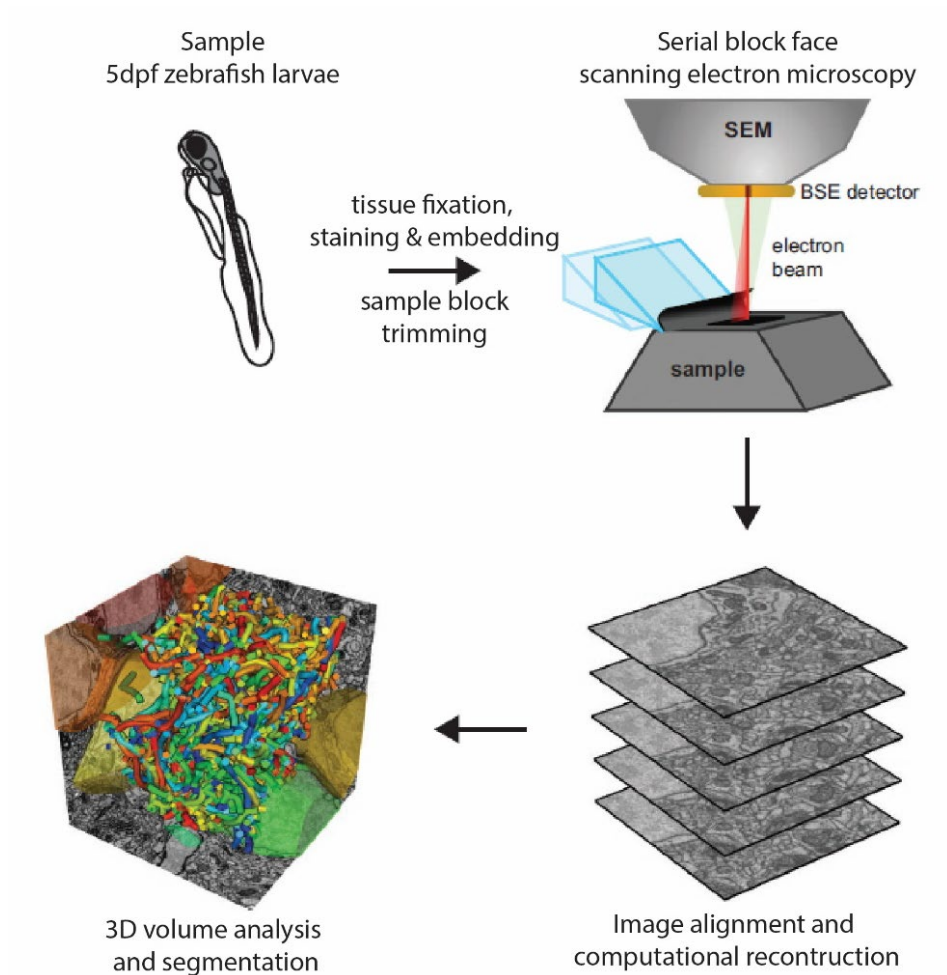 Sample
5dpf zebrafish larvae
tissue fixation,
staining & embedding
sample block
trimming
Serial block face
scanning electron microscopy
SEM
BSE detector
electron
beam
sample
Image alignment and
computational recontruction
3D volume analysis
and segmentation